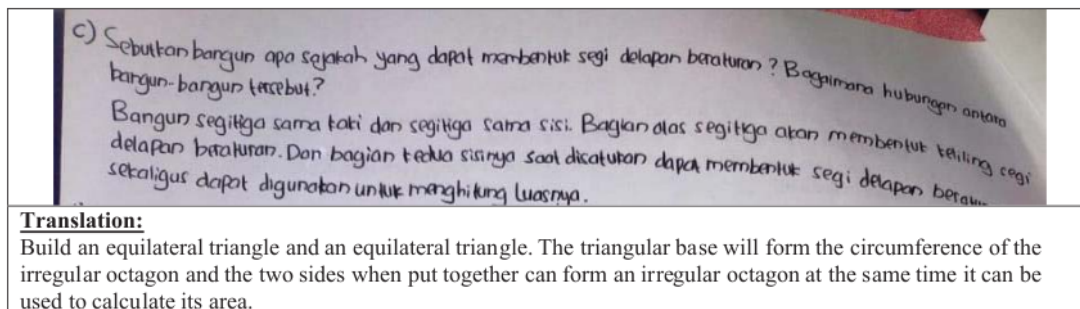 c) Sebutkan bangun apa sajakah yang dapat membentuk segi delapan beraturan? Bagaimana hubungan antara
bangun-bangun tersebut?
Bangun segitiga sama kaki dan segitiga sama sisi. Bagian alas segitiga akan membentuk keliling segi
delapan beraturan. Dan bagian kedua sisinya saat disatukan dapat membentuk segi delapan
sekaligus dapat digunakan untuk menghitung luasnya.
Translation:
Build an equilateral triangle and an equilateral triangle. The triangular base will form the circumference of the
irregular octagon and the two sides when put together can form an irregular octagon at the same time it can be
used to calculate its area.